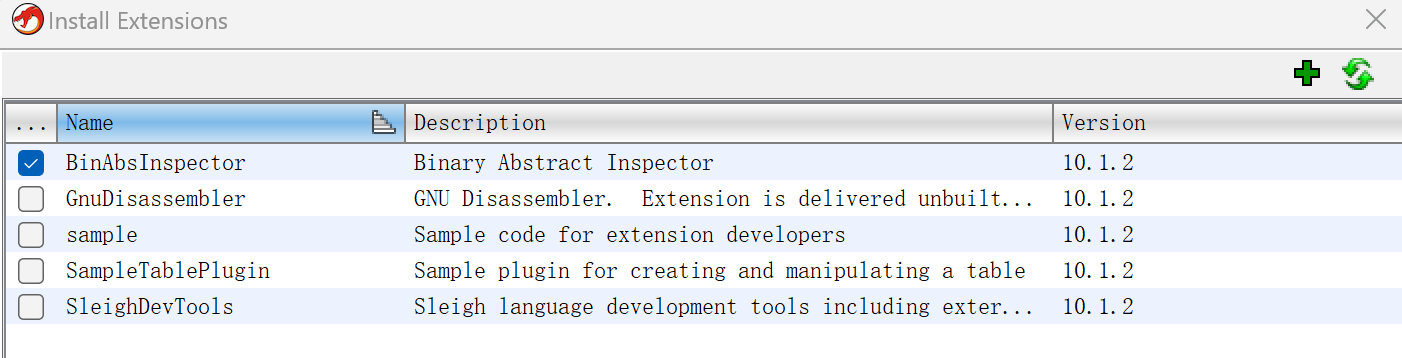 Install Extensions
... Name Description Version
BinAbsInspector Binary Abstract Inspector 10.1.2
GnuDisassembler GNU Disassembler. Extension is delivered unbuilt... 10.1.2
sample Sample code for extension developers 10.1.2
SampleTablePlugin Sample plugin for creating and manipulating a table 10.1.2
SleighDevTools Sleigh language development tools including exter... 10.1.2